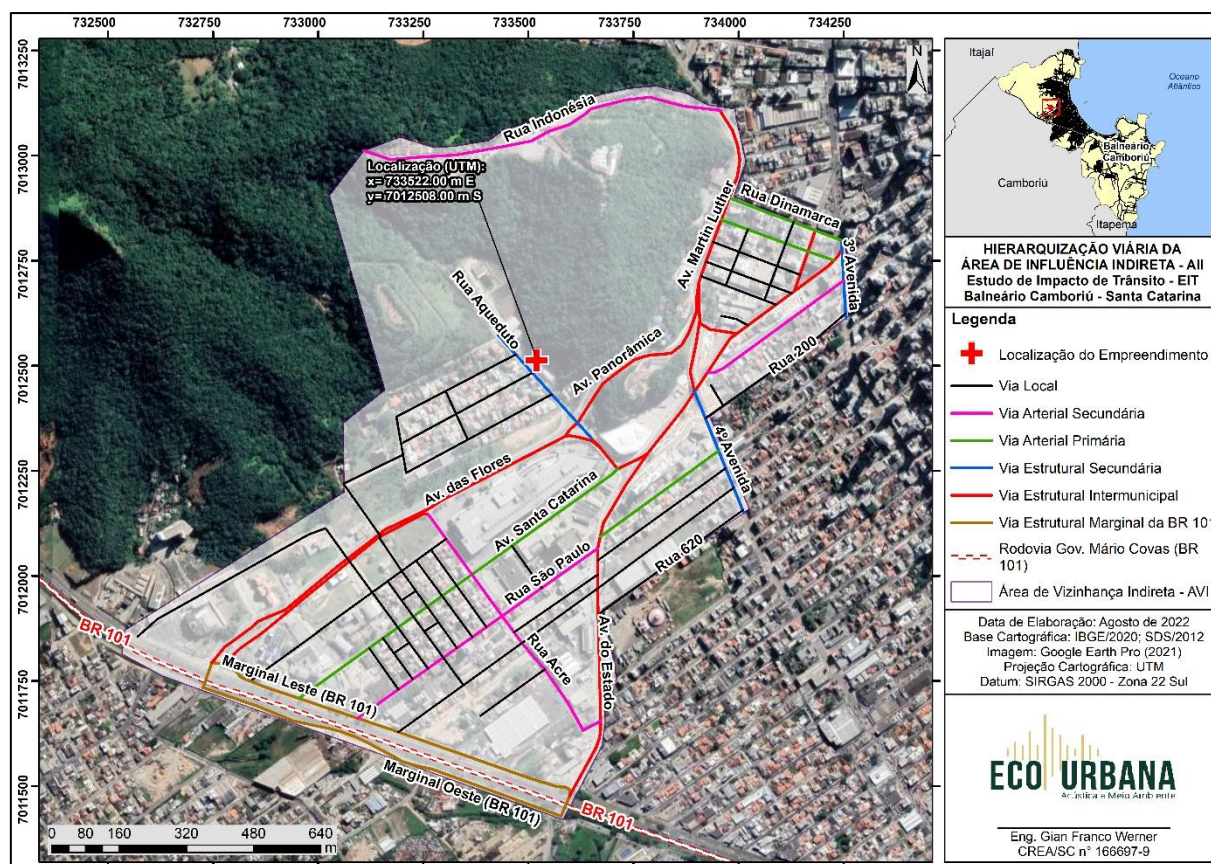 732500 732750 733000 733250 733500 733750 734000 734250
7013250
7013000
7012750
7012500
7012250
7012000
7011750
7011500
N
Rua Indonésia
Localização (UTM):
x= 733522.00 m E
y= 7012508.00 m S
Av. Martin Luther
Rua Dinamarca
3º Avenida
Rua Aqueduto
Av. Panorâmica
Rua 200
4º Avenida
Av. das Flores
Av. Santa Catarina
Rua São Paulo
Rua 620
Rua Acre
Av. do Estado
BR 101
Marginal Leste (BR 101)
Marginal Oeste (BR 101)
BR 101
0 80 160 320 480 640
m
Itajaí
Oceano
Atlântico
Balneário
Camboriú
Camboriú
Itapema
HIERARQUIZAÇÃO VIÁRIA DA
ÁREA DE INFLUÊNCIA INDIRETA - AII
Estudo de Impacto de Trânsito - EIT
Balneário Camboriú - Santa Catarina
Legenda
Localização do Empreendimento
Via Local
Via Arterial Secundária
Via Arterial Primária
Via Estrutural Secundária
Via Estrutural Intermunicipal
Via Estrutural Marginal da BR 101
Rodovia Gov. Mário Covas (BR
101)
Área de Vizinhança Indireta - AVI
Data de Elaboração: Agosto de 2022
Base Cartográfica: IBGE/2020; SDS/2012
Imagem: Google Earth Pro (2021)
Projeção Cartográfica: UTM
Datum: SIRGAS 2000 - Zona 22 Sul
ECO URBANA
Acústica e Meio Ambiente
Eng. Gian Franco Werner
CREA/SC n° 166697-9